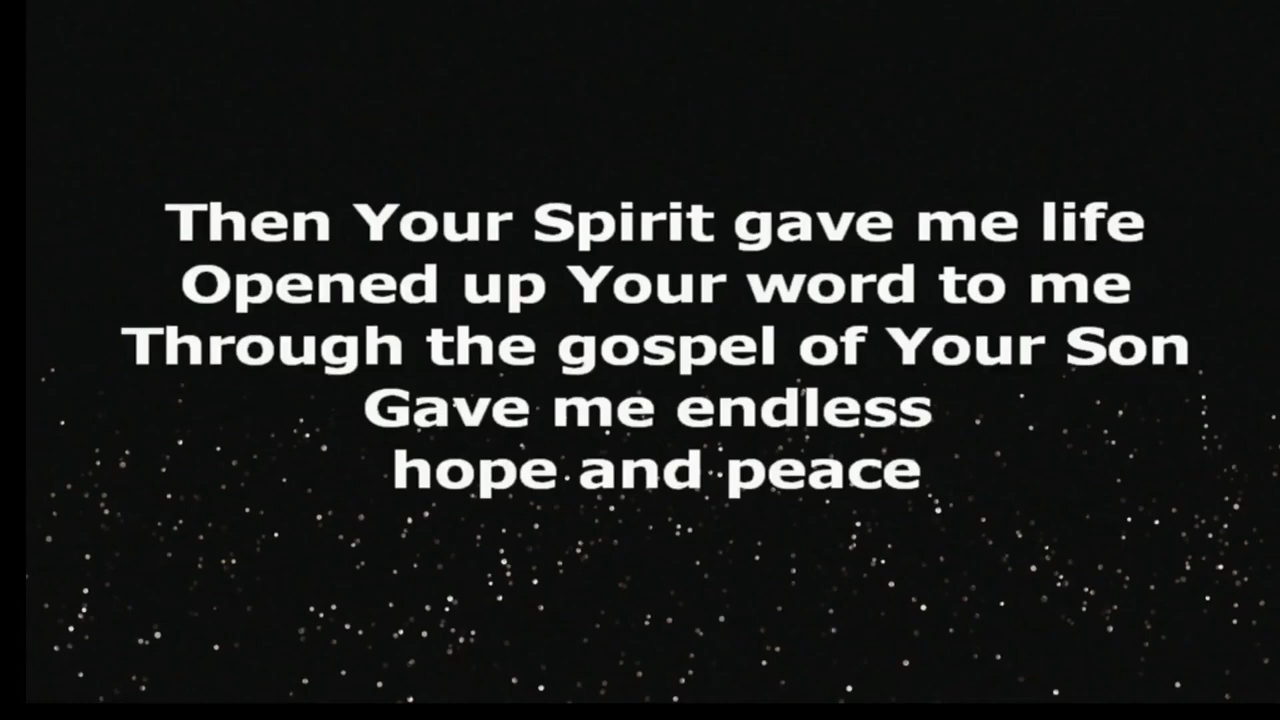 Then Your Spirit gave me life
Opened up Your word to me
Through the gospel of Your Son
Gave me endless
hope and peace